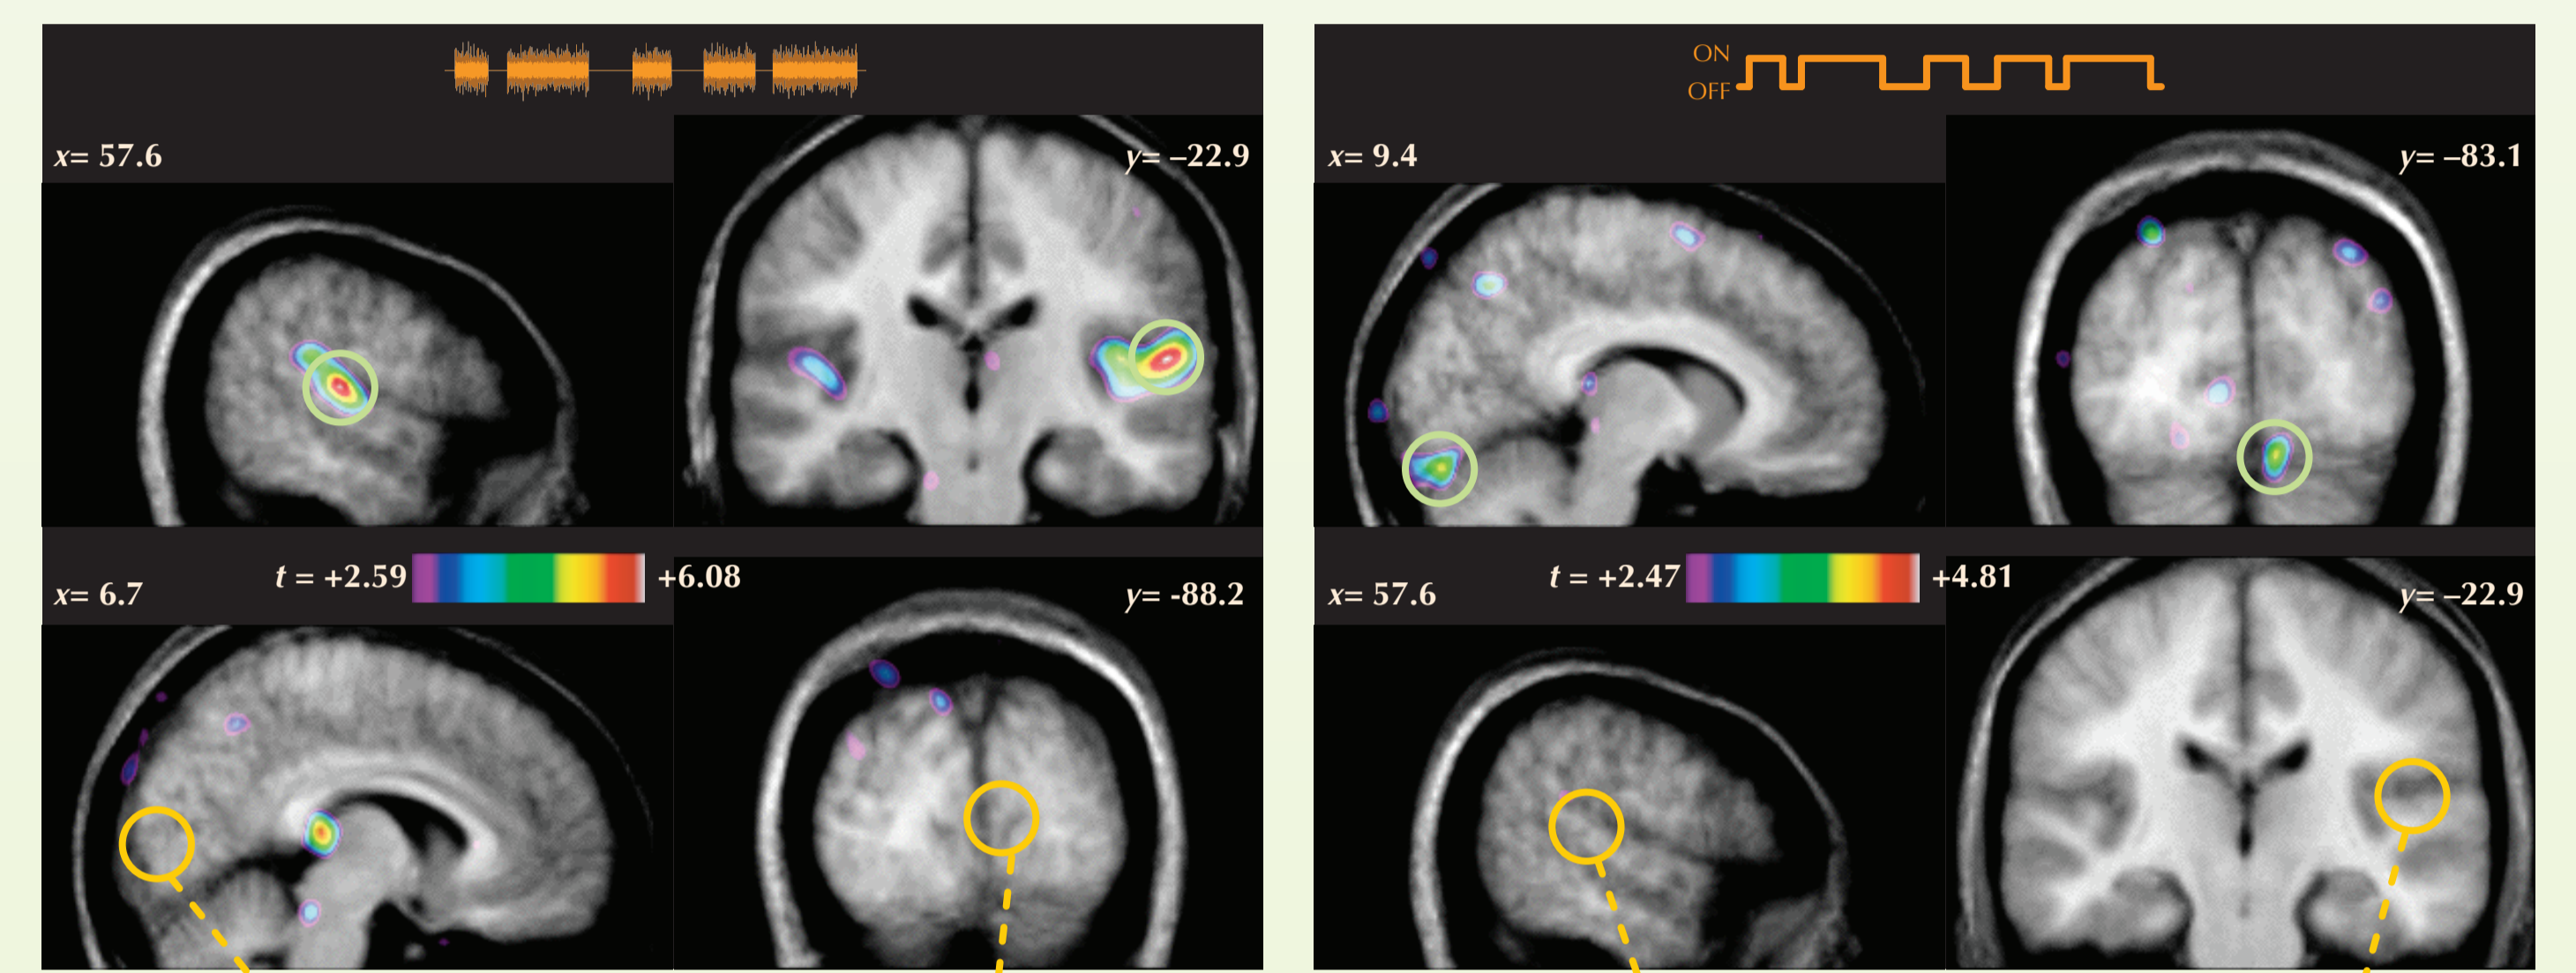 x= 57.6
y= –22.9
t = +2.59
+6.08
x= 6.7
y= -88.2
ON
OFF
x= 9.4
y= –83.1
t = +2.47
+4.81
x= 57.6
y= –22.9